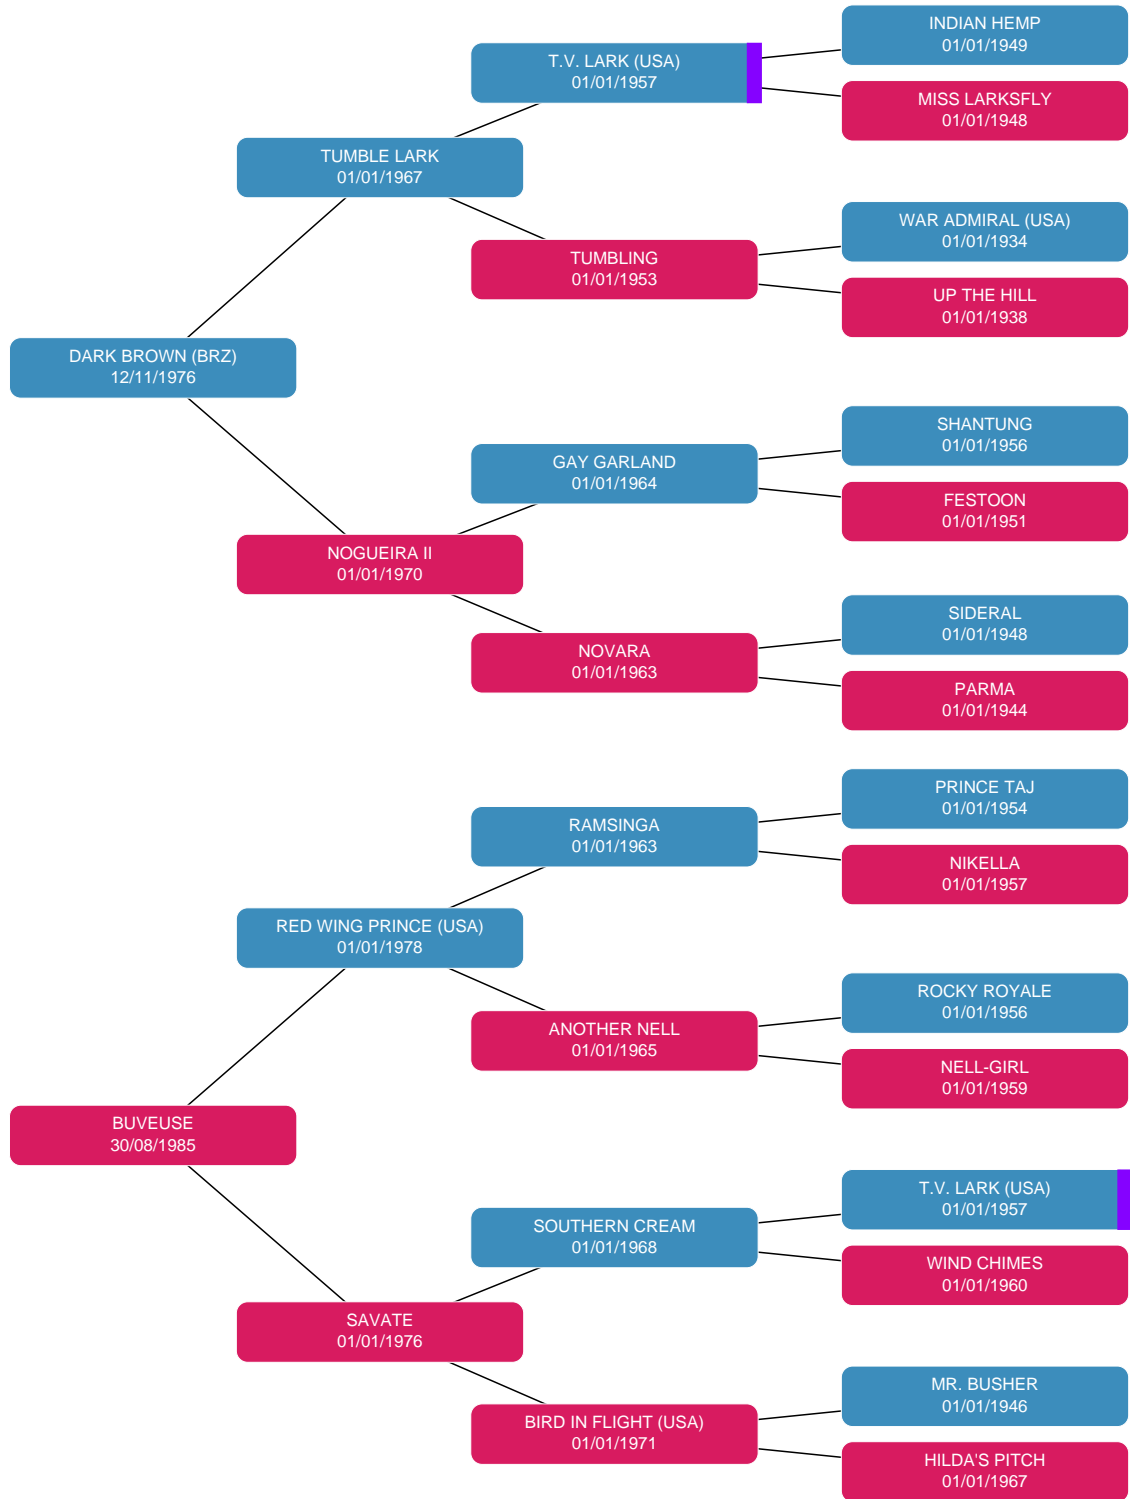 INDIAN HEMP
01/01/1949
T.V. LARK (USA)
01/01/1957
MISS LARKSFLY
01/01/1948
TUMBLE LARK
01/01/1967
WAR ADMIRAL (USA)
01/01/1934
TUMBLING
01/01/1953
UP THE HILL
01/01/1938
DARK BROWN (BRZ)
12/11/1976
SHANTUNG
01/01/1956
GAY GARLAND
01/01/1964
FESTOON
01/01/1951
NOGUEIRA II
01/01/1970
SIDERAL
01/01/1948
NOVARA
01/01/1963
PARMA
01/01/1944
PRINCE TAJ
01/01/1954
RAMSINGA
01/01/1963
NIKELLA
01/01/1957
RED WING PRINCE (USA)
01/01/1978
ROCKY ROYALE
01/01/1956
ANOTHER NELL
01/01/1965
NELL-GIRL
01/01/1959
BUVEUSE
30/08/1985
T.V. LARK (USA)
01/01/1957
SOUTHERN CREAM
01/01/1968
WIND CHIMES
01/01/1960
SAVATE
01/01/1976
MR. BUSHER
01/01/1946
BIRD IN FLIGHT (USA)
01/01/1971
HILDA'S PITCH
01/01/1967